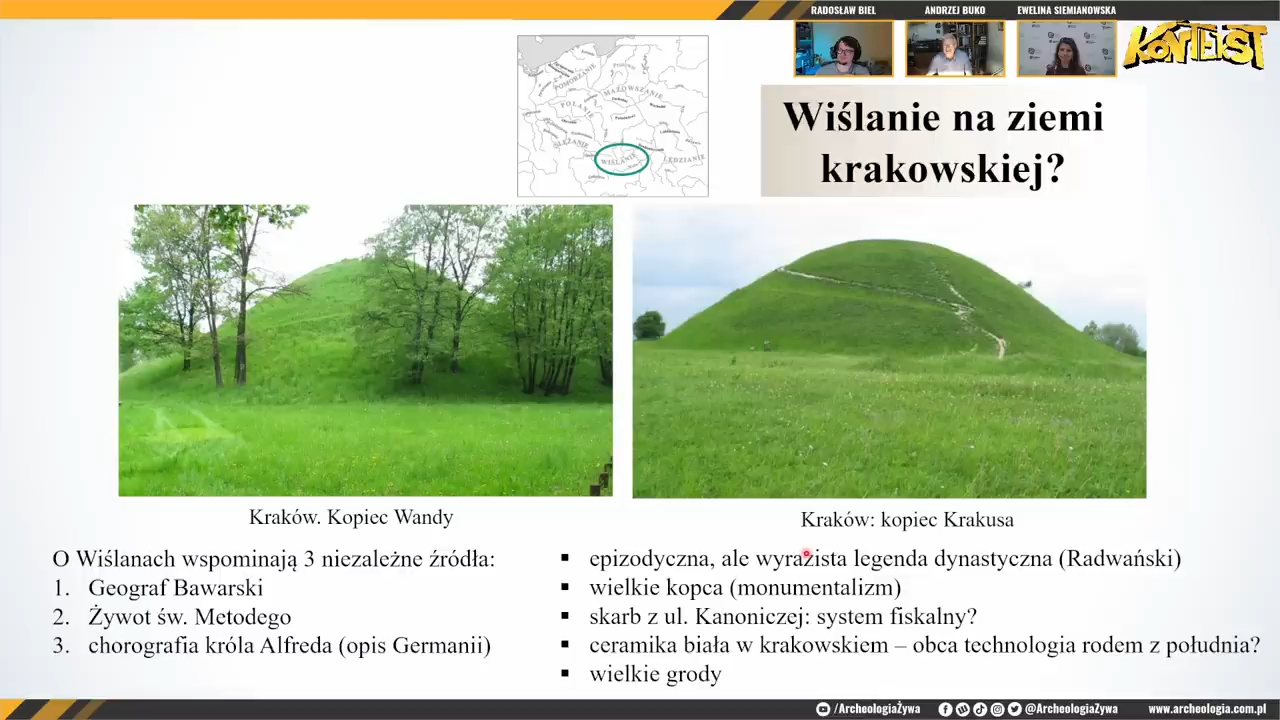 RADOSŁAW BIEL
ANDRZEJ BUKO
EWELINA SIEMIANOWSKA
KONTEKST
POMORZANIE
MAZOWSZANIE
POLAN
ŚLĘŻANIE
WIŚLANIE
LĘDZIANIE
Wiślanie na ziemi
krakowskiej?
Kraków. Kopiec Wandy
Kraków: kopiec Krakusa
O Wiślanach wspominają 3 niezależne źródła:
1. Geograf Bawarski
2. Żywot św. Metodego
3. chorografia króla Alfreda (opis Germanii)
▪ epizodyczna, ale wyrazista legenda dynastyczna (Radwański)
▪ wielkie kopca (monumentalizm)
▪ skarb z ul. Kanoniczej: system fiskalny?
▪ ceramika biała w krakowskiem – obca technologia rodem z południa?
▪ wielkie grody
/ArcheologiaŻywa
@ArcheologiaŻywa
www.archeologia.com.pl